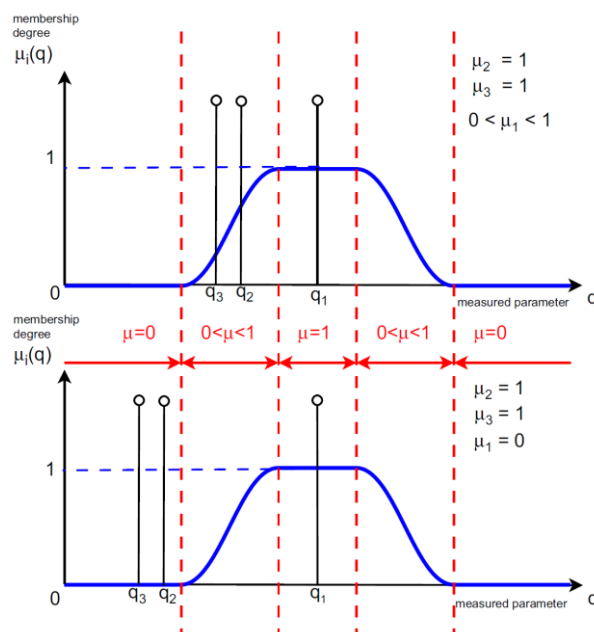 membership
degree
μᵢ(q)
μ₂ = 1
μ₃ = 1
0 < μ₁ < 1
1
0
q₃
q₂
q₁
measured parameter
q
membership
degree
μᵢ(q)
μ=0
0<μ<1
μ=1
0<μ<1
μ=0
μ₂ = 1
μ₃ = 1
μ₁ = 0
1
0
q₃
q₂
q₁
measured parameter
q